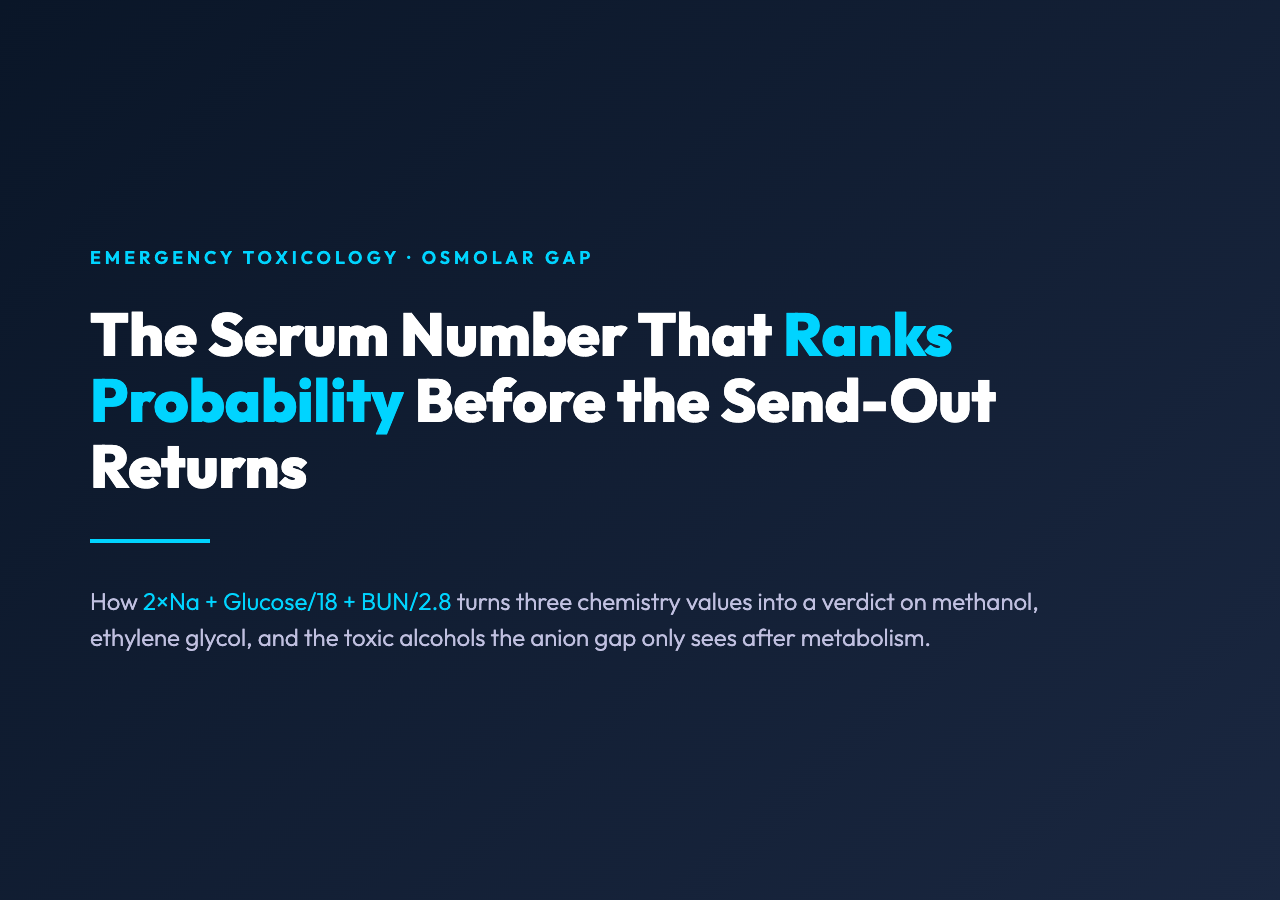 EMERGENCY TOXICOLOGY · OSMOLAR GAP
The Serum Number That Ranks
Probability Before the Send-Out
Returns
How 2×Na + Glucose/18 + BUN/2.8 turns three chemistry values into a verdict on methanol,
ethylene glycol, and the toxic alcohols the anion gap only sees after metabolism.